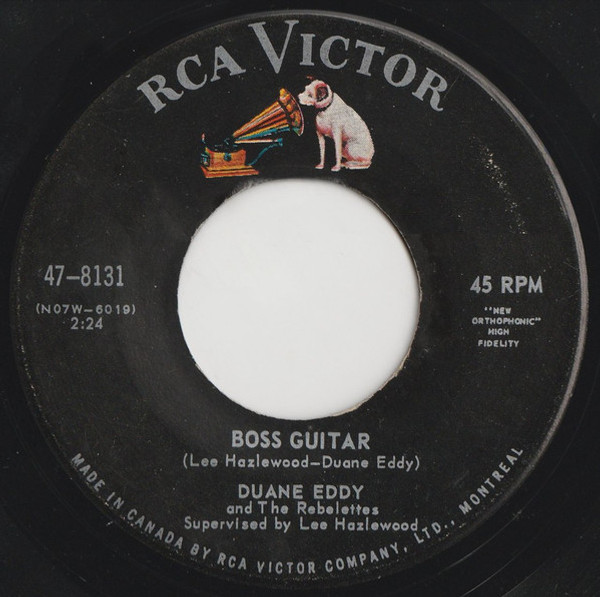 RCA VICTOR
47-8131
(N07W-6019)
2:24
45 RPM
"NEW
ORTHOPHONIC"
HIGH
FIDELITY
BOSS GUITAR
(Lee Hazlewood-Duane Eddy)
DUANE EDDY
and The Rebelettes
Supervised by Lee Hazlewood
MADE IN CANADA BY RCA VICTOR COMPANY, LTD., MONTREAL